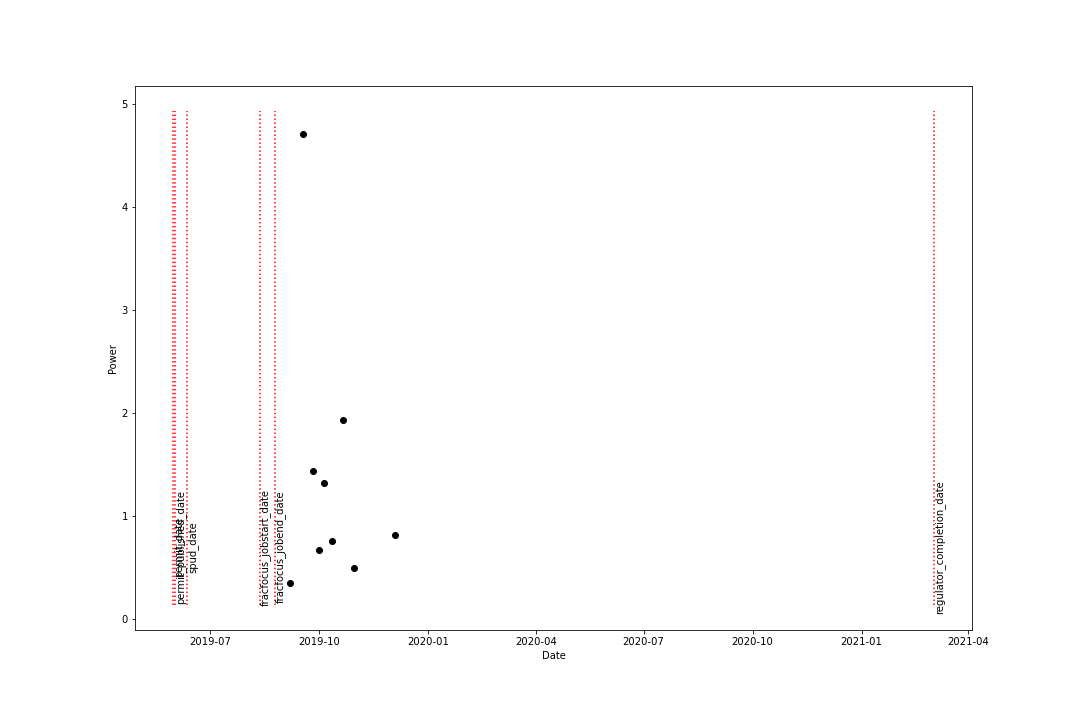 5
4
3
2
1
0
Power
permit_published_date
spud_date
fracfocus_jobstart_date
fracfocus_jobend_date
regulator_completion_date
2019-07
2019-10
2020-01
2020-04
2020-07
2020-10
2021-01
2021-04
Date